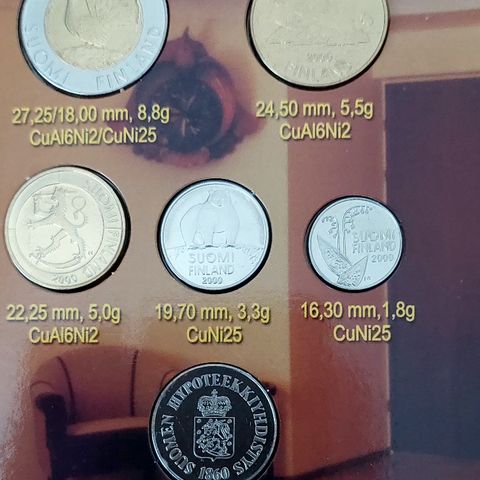 SUOMI FINLAND
2000
FINLAND
27,25/18,00 mm, 8,8g
CuAl6Ni2/CuNi25
24,50 mm, 5,5g
CuAl6Ni2
SUOMI FINLAND
2000
SUOMI
FINLAND
2000
SUOMI
FINLAND
2000
22,25 mm, 5,0g
CuAl6Ni2
19,70 mm, 3,3g
CuNi25
16,30 mm,1,8g
CuNi25
SUOMEN HYPOTEEKKIYHDISTYS
1860